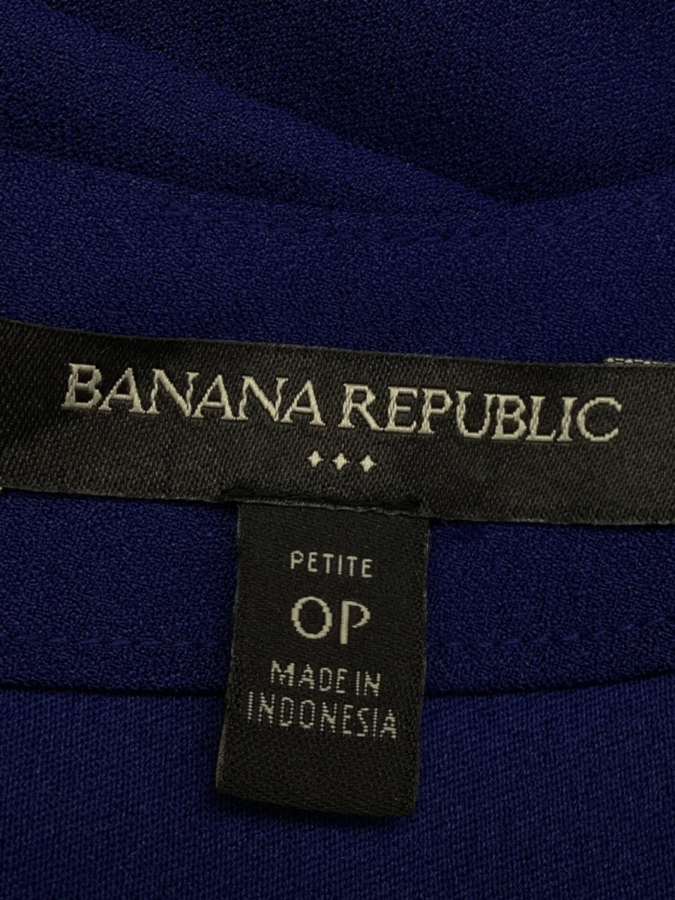 BANANA REPUBLIC
PETITE
0P
MADE IN
INDONESIA